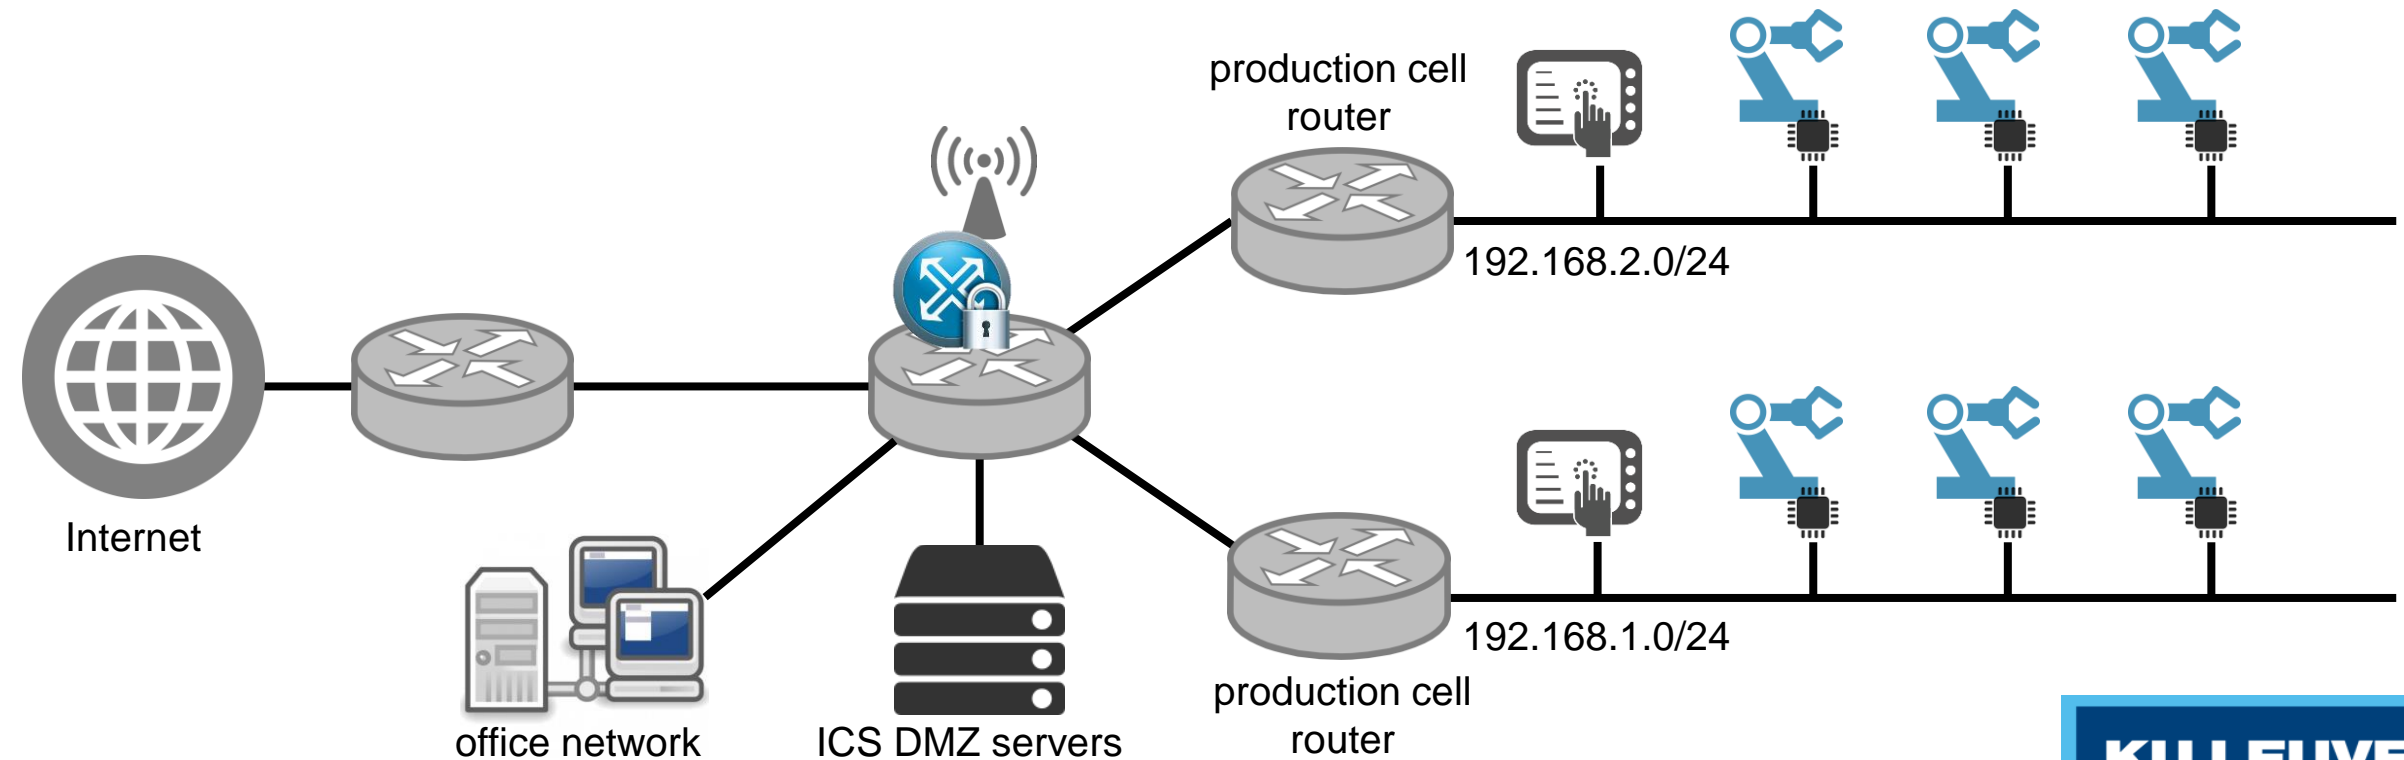 production cell
router
192.168.2.0/24
Internet
192.168.1.0/24
production cell
router
office network
ICS DMZ servers